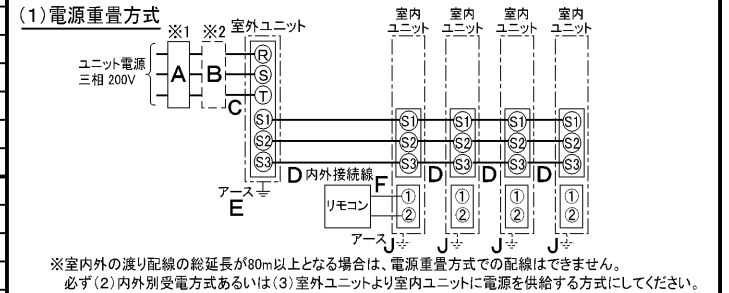 (1)電源重畳方式
※1 ※2 室外ユニット
室内 室内 室内 室内
ユニット ユニット ユニット ユニット
ユニット電源
三相 200V
A B C
R
S
T
S1 S1 S1 S1 S1
S2 S2 S2 S2 S2
S3 S3 S3 S3 S3
D 内外接続線 F D D D
アース
E
リモコン
① ① ① ①
② ② ② ②
アース J J J J
※室内外の渡り配線の総延長が80m以上となる場合は、電源重畳方式での配線はできません。
必ず(2)内外別受電方式あるいは(3)室外ユニットより室内ユニットに電源を供給する方式にしてください。